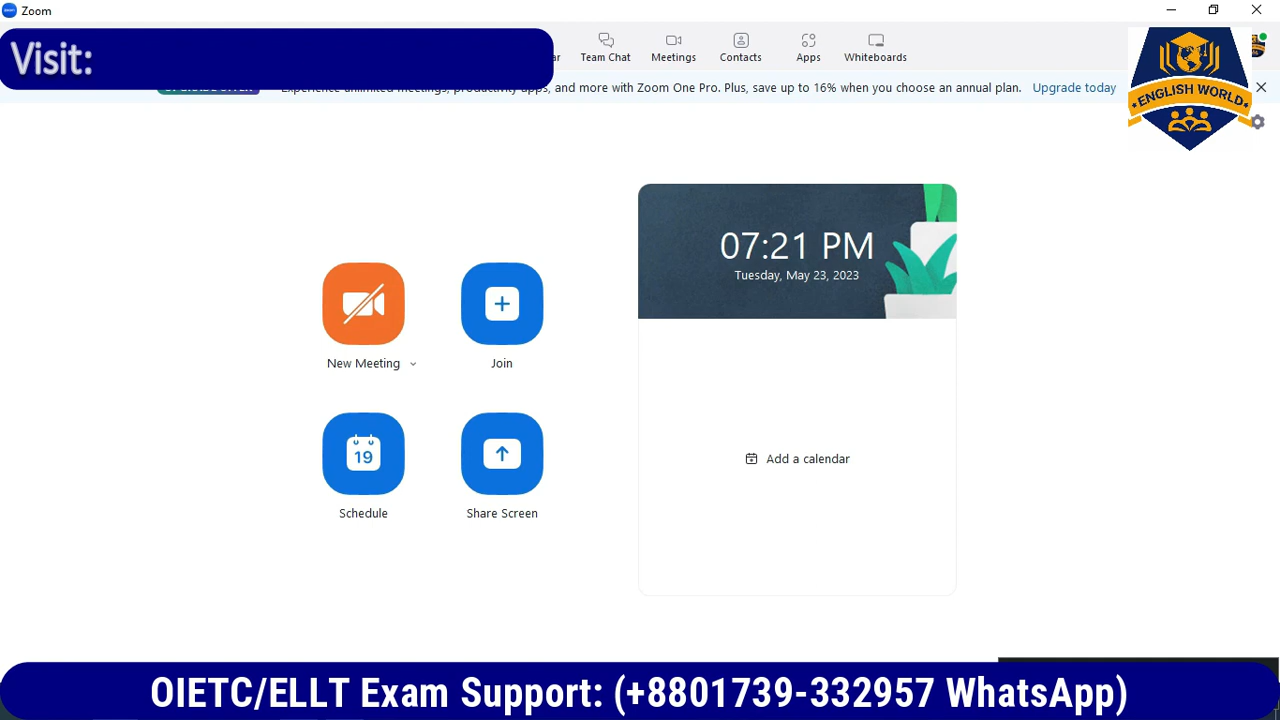 Zoom
Visit:
Team Chat
Meetings
Contacts
Apps
Whiteboards
Experience unlimited meetings, productivity apps, and more with Zoom One Pro. Plus, save up to 16% when you choose an annual plan. Upgrade today
ENGLISH WORLD
07:21 PM
Tuesday, May 23, 2023
New Meeting
Join
19
Add a calendar
Schedule
Share Screen
OIETC/ELLT Exam Support: (+8801739-332957 WhatsApp)